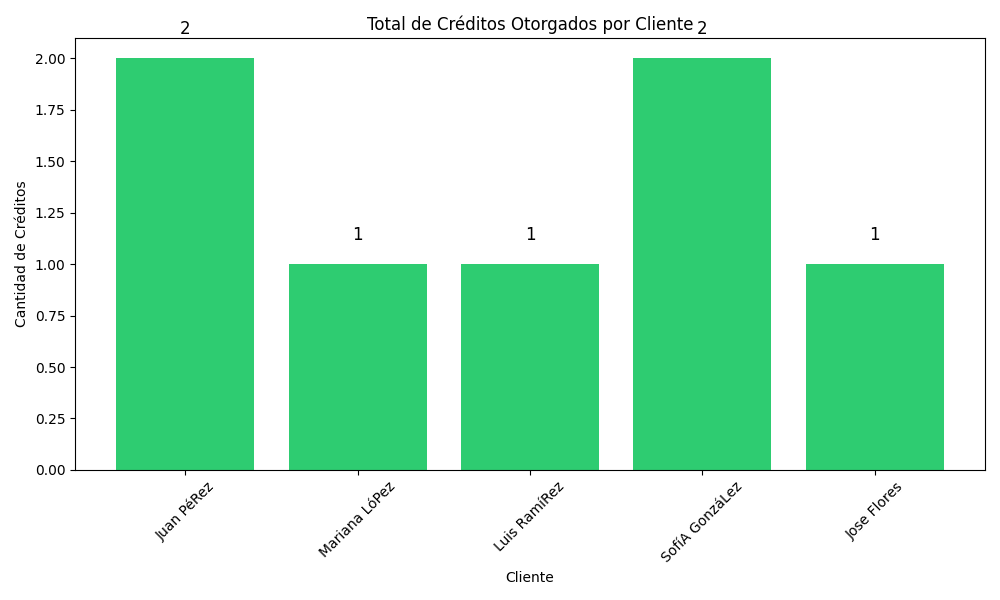 Total de Créditos Otorgados por Cliente
2
2
1
1
1
Cantidad de Créditos
2.00
1.75
1.50
1.25
1.00
0.75
0.50
0.25
0.00
Juan PéRez
Mariana LóPez
Luis RamíRez
SofíA GonzáLez
Jose Flores
Cliente